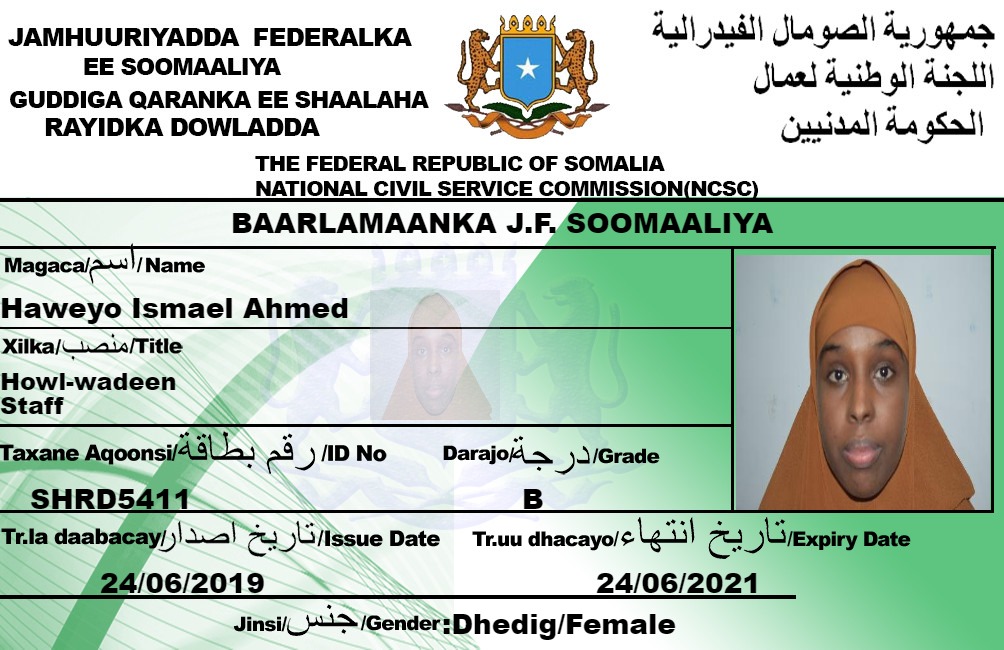 JAMHUURIYADDA FEDERALKA
EE SOOMAALIYA
GUDDIGA QARANKA EE SHAALAHA
RAYIDKA DOWLADDA
جمهورية الصومال الفيدرالية
اللجنة الوطنية لعمال
الحكومة المدنيين
THE FEDERAL REPUBLIC OF SOMALIA
NATIONAL CIVIL SERVICE COMMISSION(NCSC)
BAARLAMAANKA J.F. SOOMAALIYA
Magaca/اسم/Name
Haweyo Ismael Ahmed
Xilka/منصب/Title
Howl-wadeen
Staff
Taxane Aqoonsi/رقم بطاقة/ID No
SHRD5411
Darajo/درجة/Grade
B
Tr.la daabacay/تاريخ اصدار/Issue Date
24/06/2019
Tr.uu dhacayo/تاريخ انتهاء/Expiry Date
24/06/2021
Jinsi/جنس/Gender:Dhedig/Female